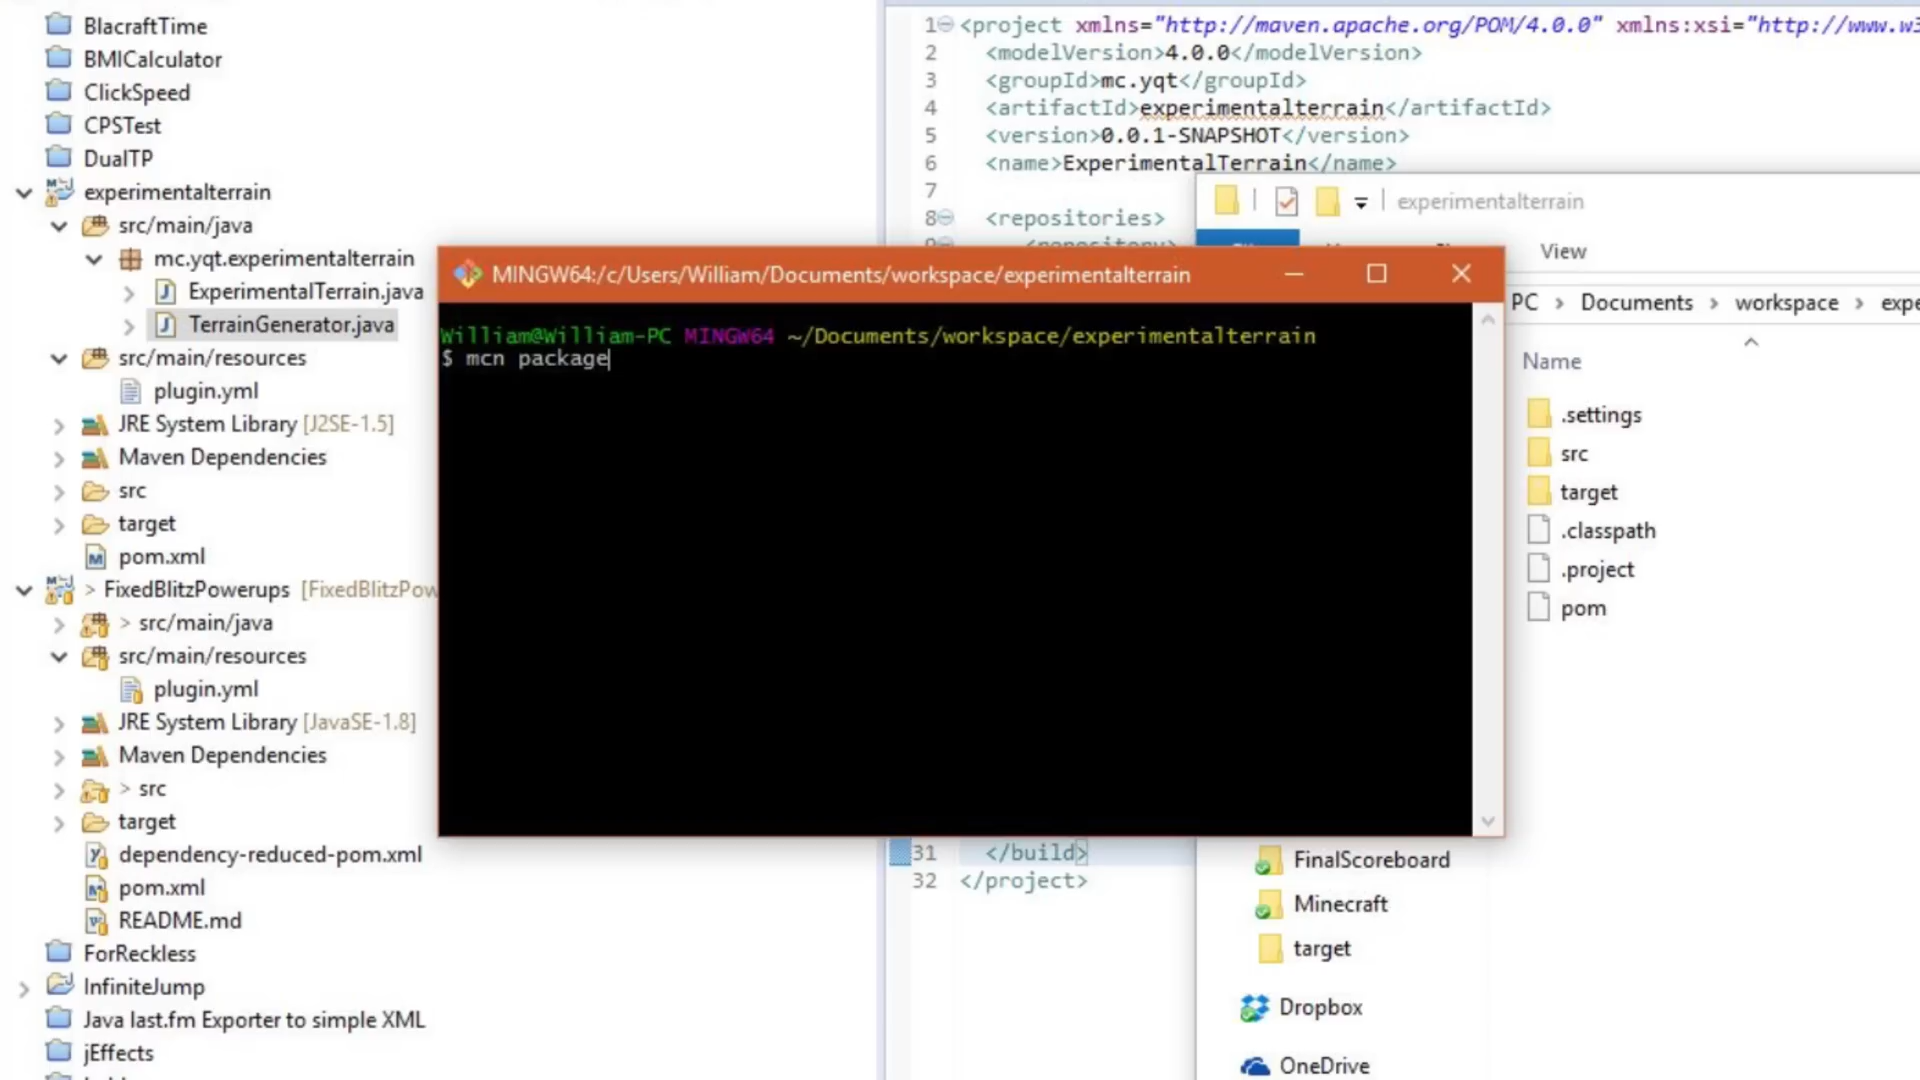 BlacraftTime
BMICalculator
ClickSpeed
CPSTest
DualTP
experimentalterrain
src/main/java
mc.yqt.experimentalterrain
ExperimentalTerrain.java
TerrainGenerator.java
src/main/resources
plugin.yml
JRE System Library [J2SE-1.5]
Maven Dependencies
src
target
pom.xml
> FixedBlitzPowerups [FixedBlitzPow
> src/main/java
src/main/resources
plugin.yml
JRE System Library [JavaSE-1.8]
Maven Dependencies
> src
target
dependency-reduced-pom.xml
pom.xml
README.md
ForReckless
InfiniteJump
Java last.fm Exporter to simple XML
jEffects
1 <project xmlns="http://maven.apache.org/POM/4.0.0" xmlns:xsi="http://www.w3
2 <modelVersion>4.0.0</modelVersion>
3 <groupId>mc.yqt</groupId>
4 <artifactId>experimentalterrain</artifactId>
5 <version>0.0.1-SNAPSHOT</version>
6 <name>ExperimentalTerrain</name>
7
8 <repositories>
31 </build>
32 </project>
MINGW64:/c/Users/William/Documents/workspace/experimentalterrain
William@William-PC MINGW64 ~/Documents/workspace/experimentalterrain
$ mcn package
experimentalterrain
View
PC > Documents > workspace > expe
Name
.settings
src
target
.classpath
.project
pom
FinalScoreboard
Minecraft
target
Dropbox
OneDrive